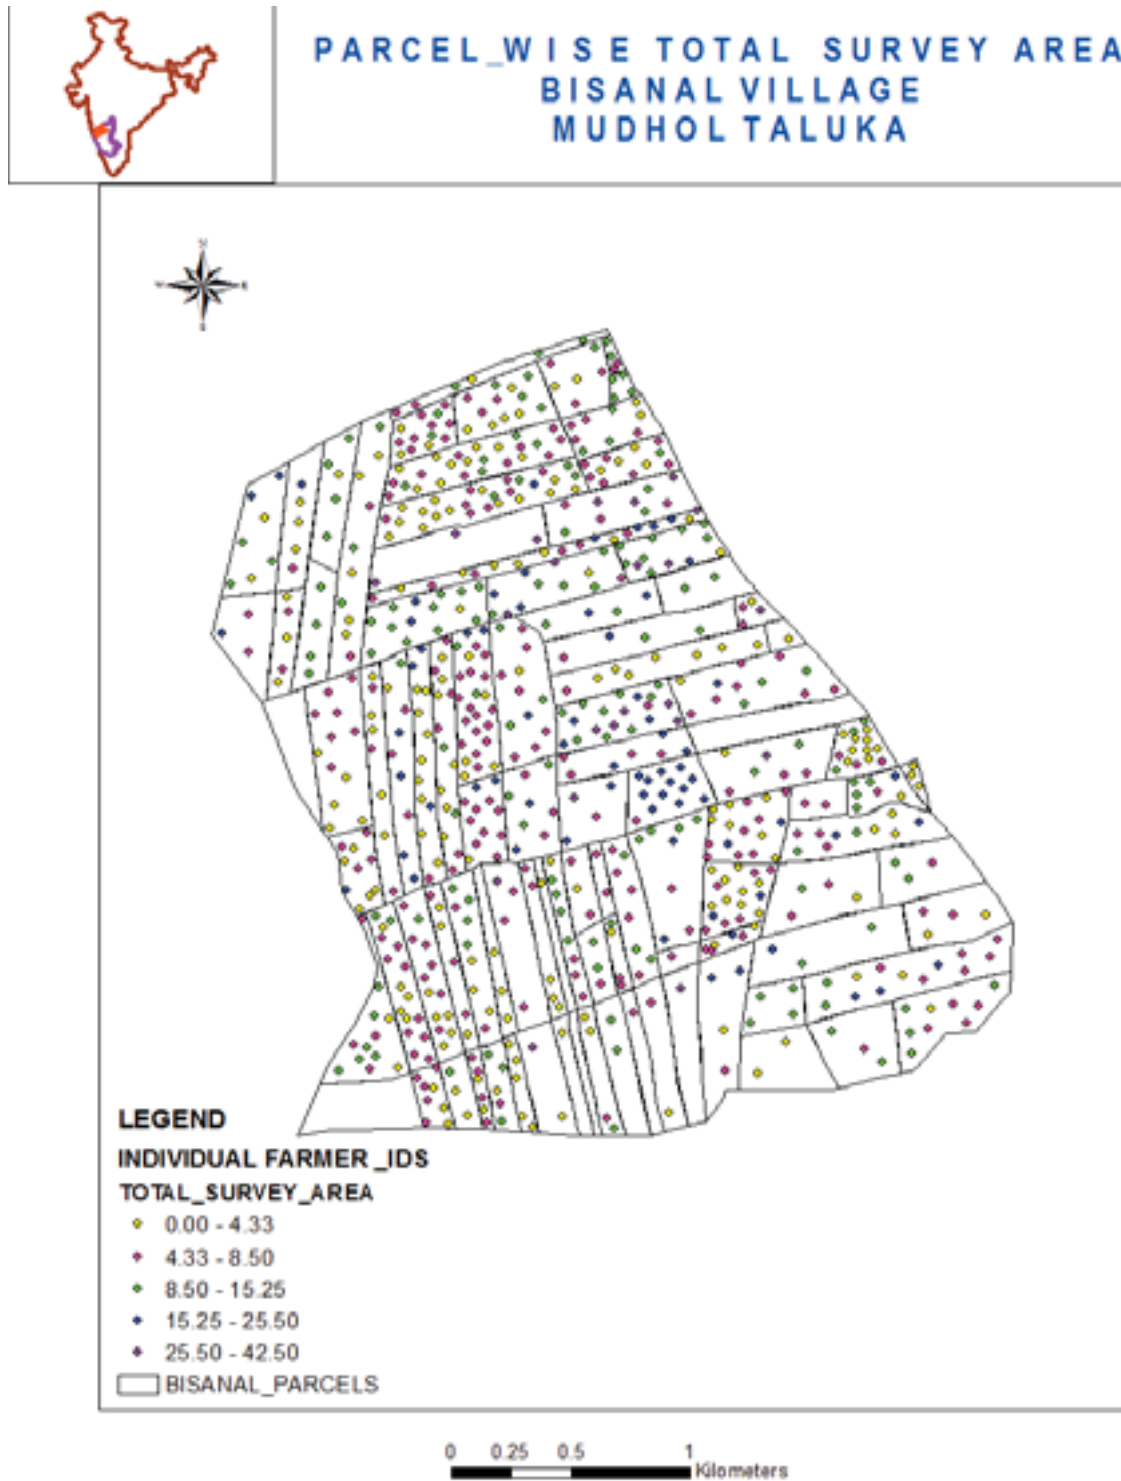 PARCEL_WISE TOTAL SURVEY AREA
BISANAL VILLAGE
MUDHOL TALUKA
LEGEND
INDIVIDUAL FARMER_IDS
TOTAL_SURVEY_AREA
0.00 - 4.33
4.33 - 8.50
8.50 - 15.25
15.25 - 25.50
25.50 - 42.50
BISANAL_PARCELS
0 0.25 0.5 1
Kilometers